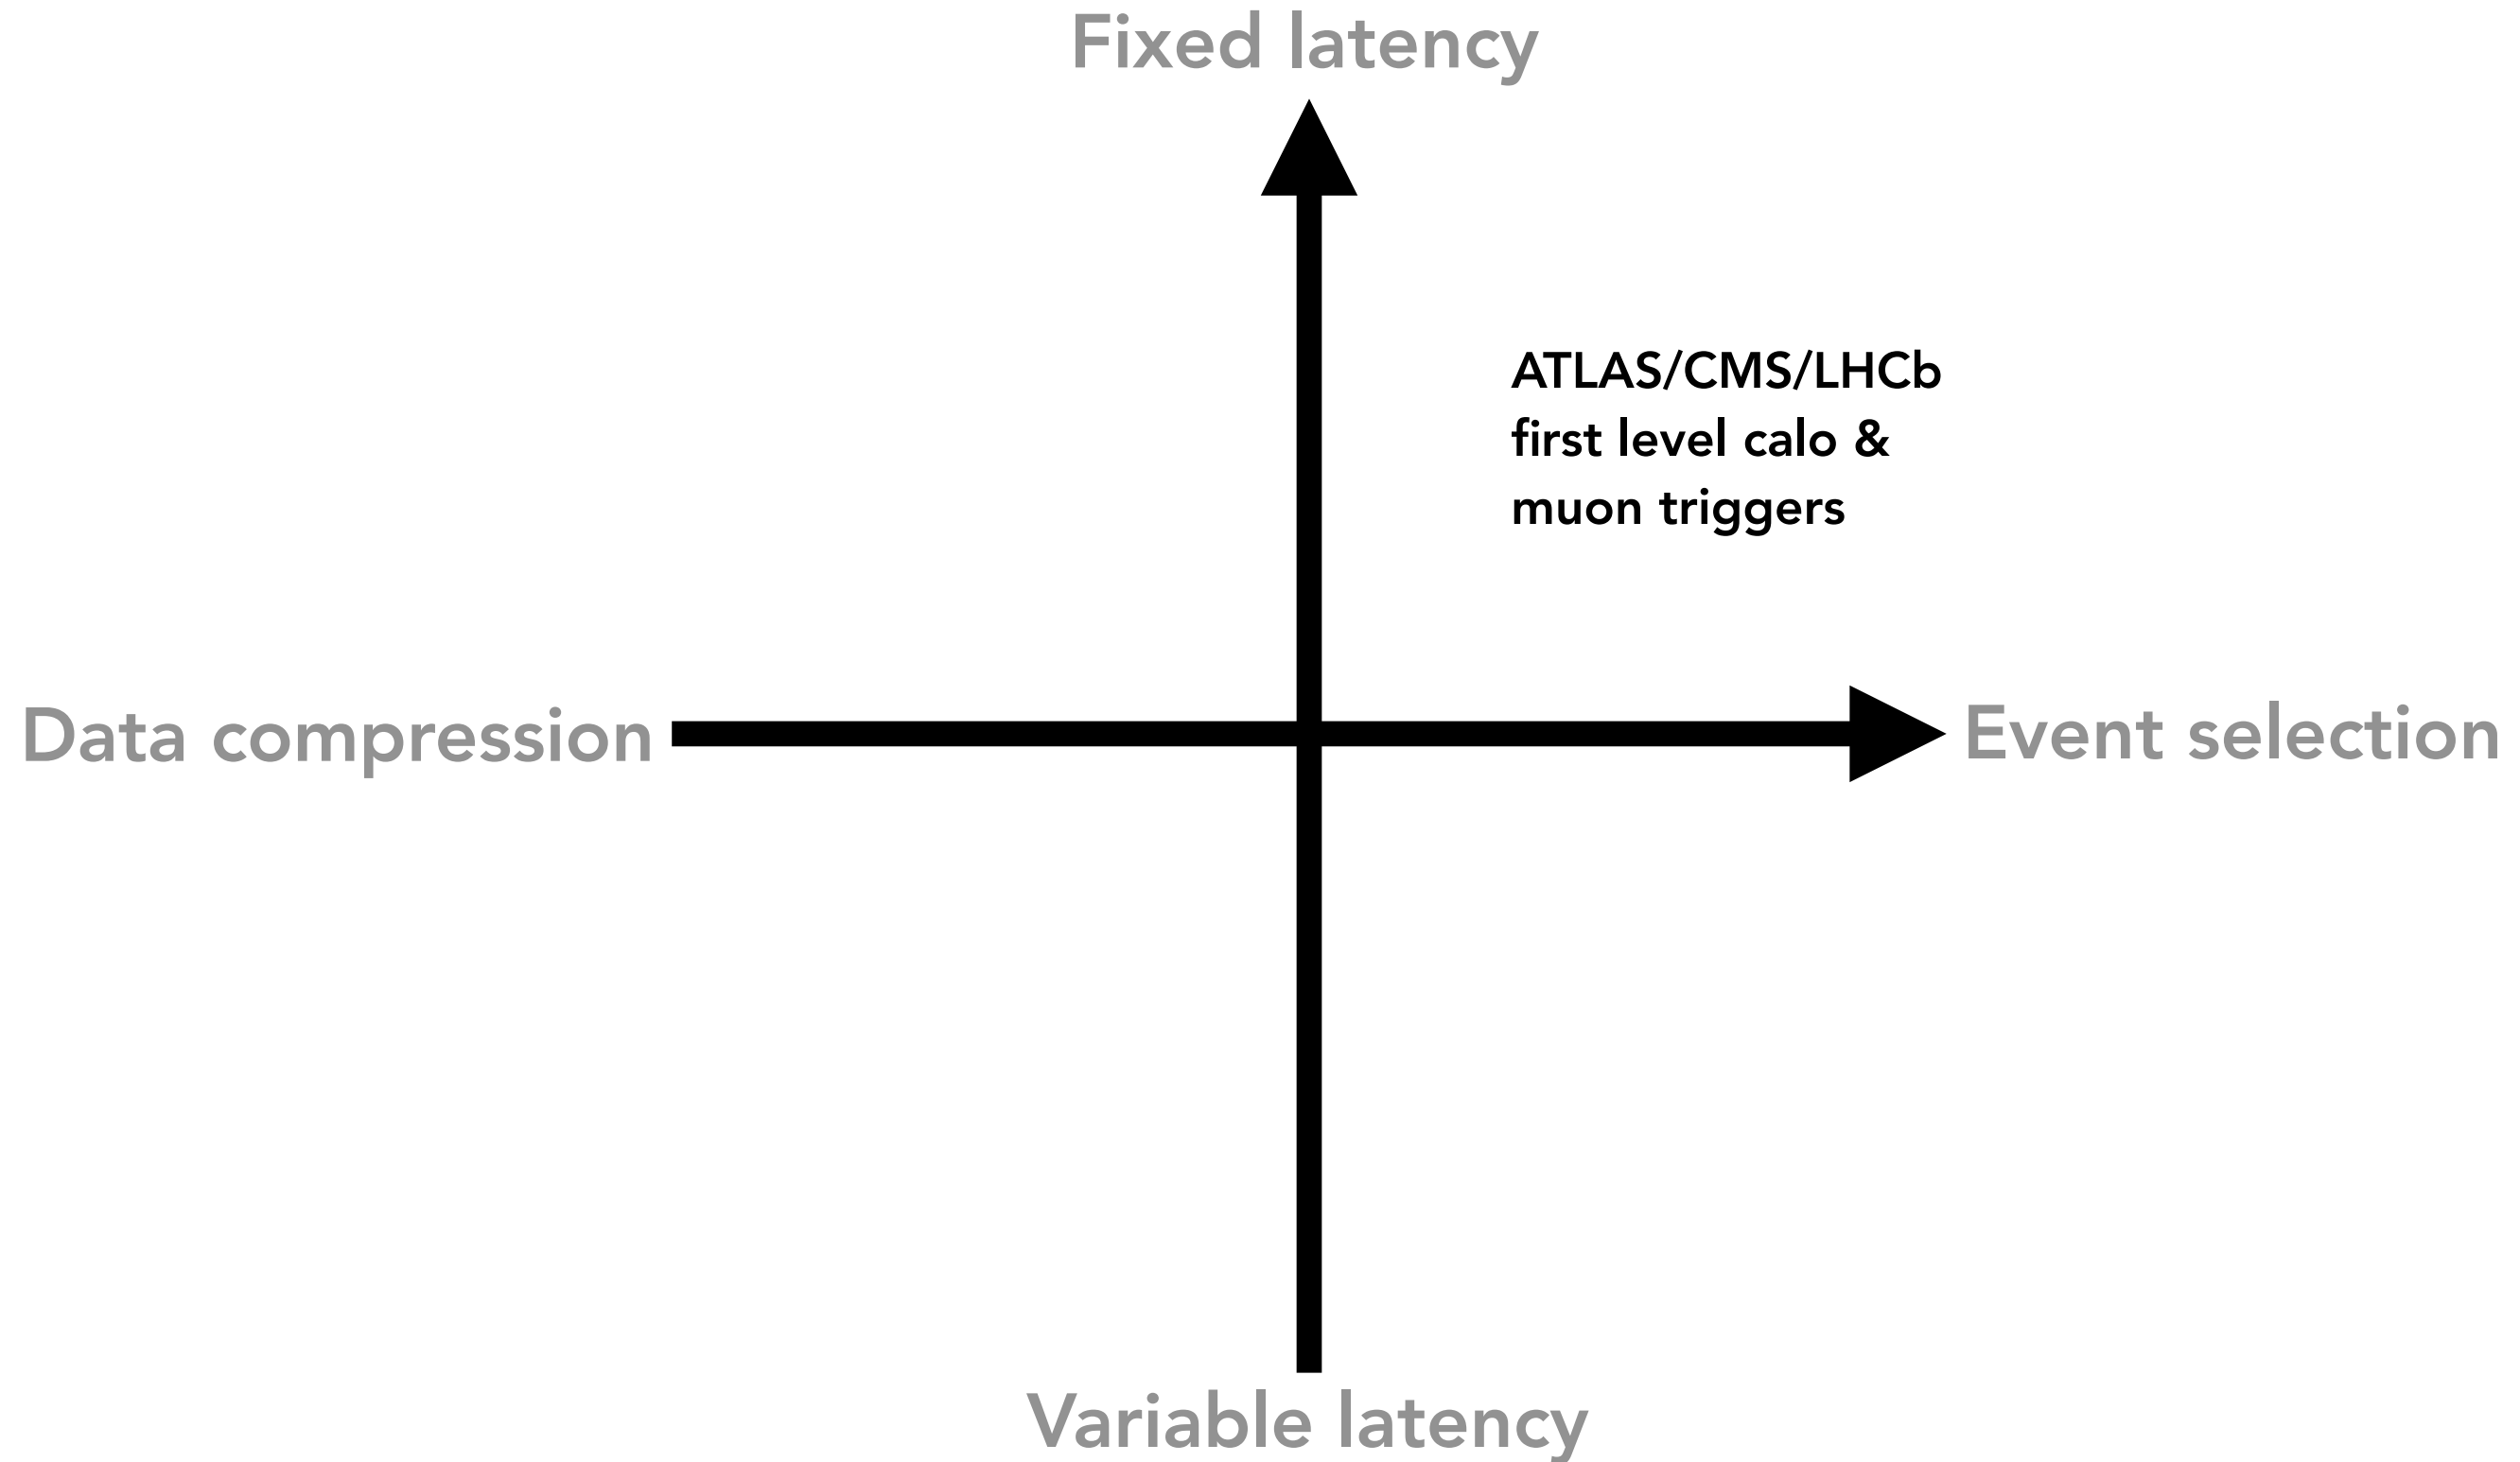 Fixed latency
ATLAS/CMS/LHCb
first level calo &
muon triggers
Data compression
Event selection
Variable latency